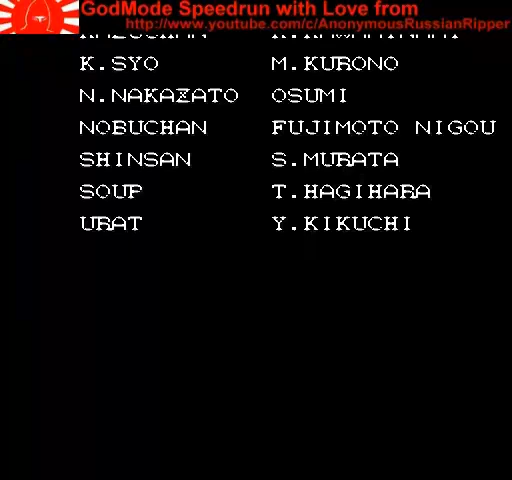 GodMode Speedrun with Love from
http://www.youtube.com/c/AnonymousRussianRipper
K.SYO M.KURONO
N.NAKAZATO OSUMI
NOBUCHAN FUJIMOTO NIGOU
SHINSAN S.MURATA
SOUP T.HAGIHARA
URAT Y.KIKUCHI